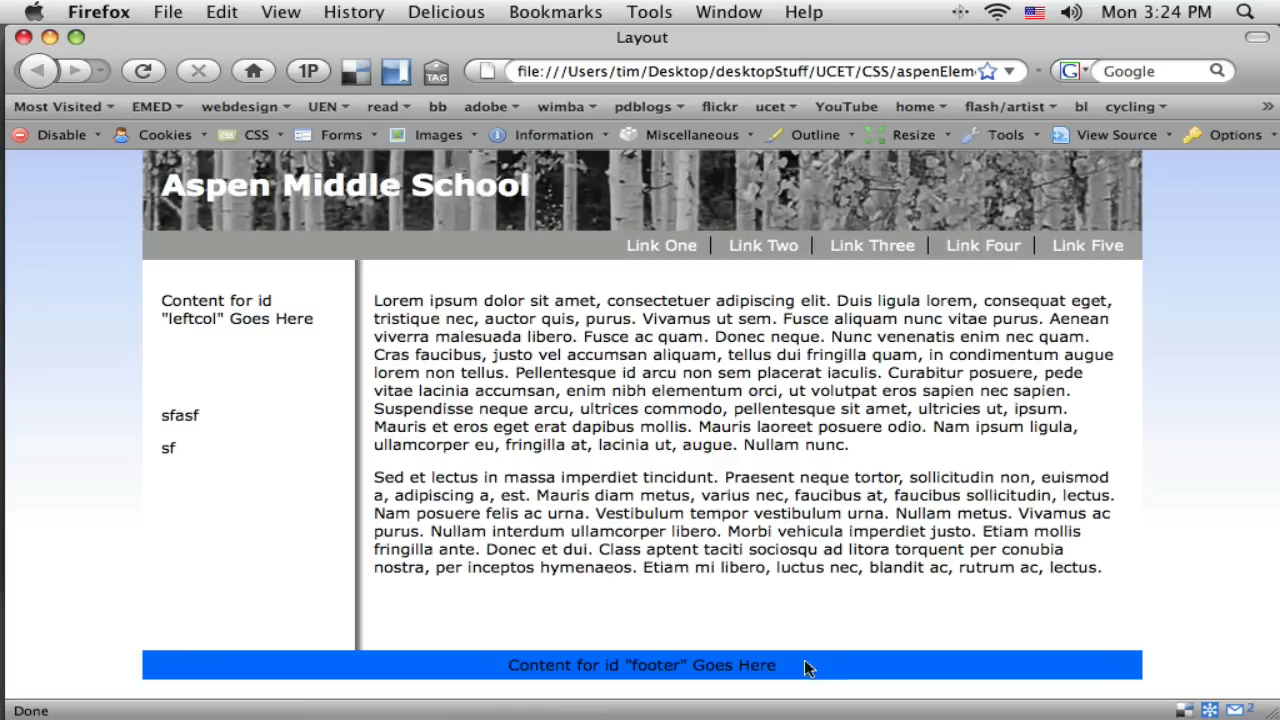 Firefox File Edit View History Delicious Bookmarks Tools Window Help Mon 3:24 PM
Layout
1P TAG file:///Users/tim/Desktop/desktopStuff/UCET/CSS/aspenElem Google
Most Visited EMED webdesign UEN read bb adobe wimba pdblogs flickr ucet YouTube home flash/artist bl cycling »
Disable Cookies CSS Forms Images Information Miscellaneous Outline Resize Tools View Source Options
Aspen Middle School
Link One Link Two Link Three Link Four Link Five
Content for id
"leftcol" Goes Here
sfasf
sf
Lorem ipsum dolor sit amet, consectetuer adipiscing elit. Duis ligula lorem, consequat eget,
tristique nec, auctor quis, purus. Vivamus ut sem. Fusce aliquam nunc vitae purus. Aenean
viverra malesuada libero. Fusce ac quam. Donec neque. Nunc venenatis enim nec quam.
Cras faucibus, justo vel accumsan aliquam, tellus dui fringilla quam, in condimentum augue
lorem non tellus. Pellentesque id arcu non sem placerat iaculis. Curabitur posuere, pede
vitae lacinia accumsan, enim nibh elementum orci, ut volutpat eros sapien nec sapien.
Suspendisse neque arcu, ultrices commodo, pellentesque sit amet, ultricies ut, ipsum.
Mauris et eros eget erat dapibus mollis. Mauris laoreet posuere odio. Nam ipsum ligula,
ullamcorper eu, fringilla at, lacinia ut, augue. Nullam nunc.
Sed et lectus in massa imperdiet tincidunt. Praesent neque tortor, sollicitudin non, euismod
a, adipiscing a, est. Mauris diam metus, varius nec, faucibus at, faucibus sollicitudin, lectus.
Nam posuere felis ac urna. Vestibulum tempor vestibulum urna. Nullam metus. Vivamus ac
purus. Nullam interdum ullamcorper libero. Morbi vehicula imperdiet justo. Etiam mollis
fringilla ante. Donec et dui. Class aptent taciti sociosqu ad litora torquent per conubia
nostra, per inceptos hymenaeos. Etiam mi libero, luctus nec, blandit ac, rutrum ac, lectus.
Content for id "footer" Goes Here
Done 2